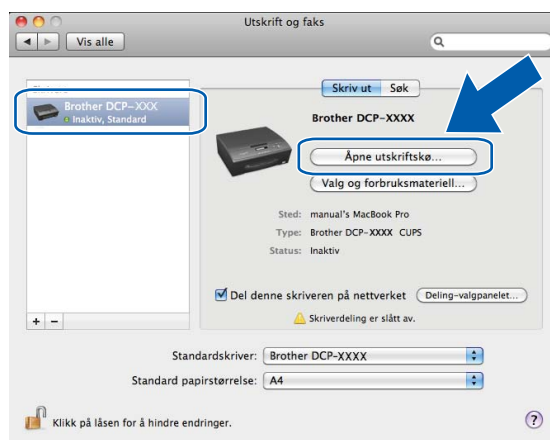 Utskrift og faks
Vis alle
Skriv ut Søk
Brother DCP-XXX
Inaktiv, Standard
Brother DCP-XXXX
Åpne utskriftskø...
Valg og forbruksmateriell...
Sted: manual's MacBook Pro
Type: Brother DCP-XXXX CUPS
Status: Inaktiv
Del denne skriveren på nettverket Deling-valgpanelet...
Skriverdeling er slått av.
+ −
Standardskriver: Brother DCP-XXXX
Standard papirstørrelse: A4
Klikk på låsen for å hindre endringer. ?